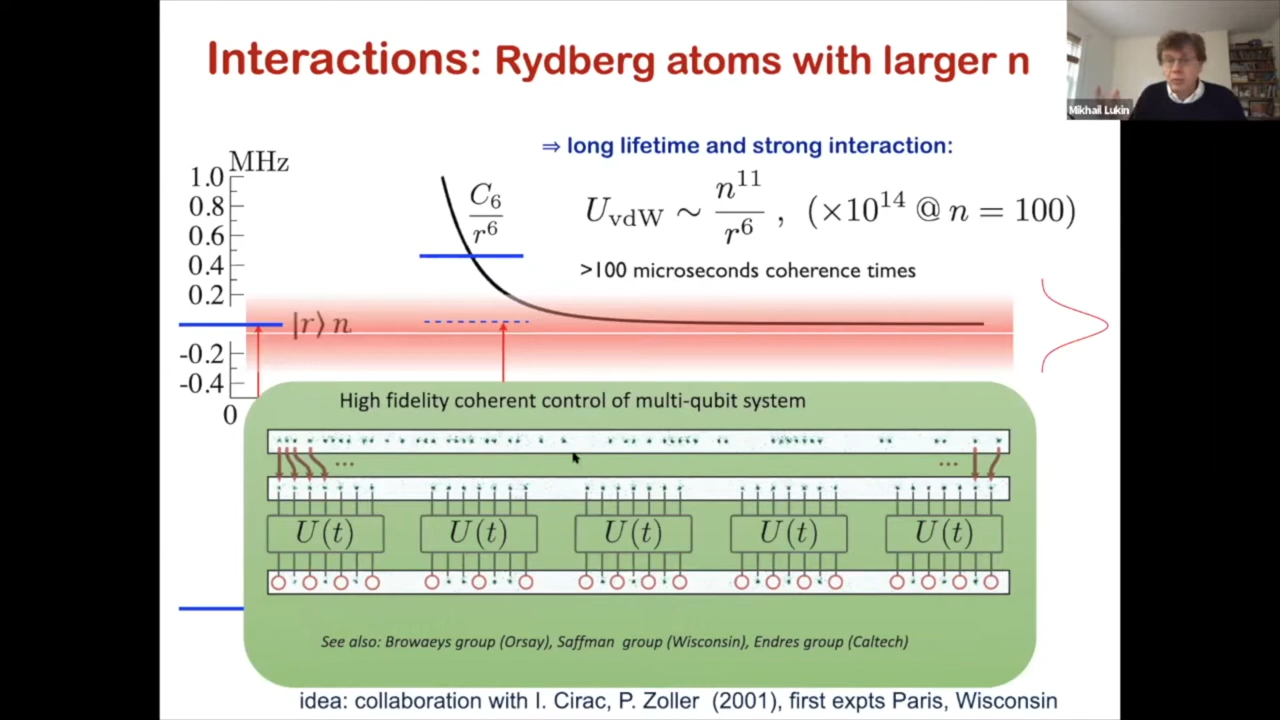 Interactions: Rydberg atoms with larger n
Mikhail Lukin
⇒ long lifetime and strong interaction:
MHz
1.0
0.8
0.6
0.4
0.2
-0.2
-0.4
0
C₆/r⁶
U_vdW ~ n¹¹/r⁶ , (×10¹⁴ @ n = 100)
>100 microseconds coherence times
|r⟩ n
High fidelity coherent control of multi-qubit system
... ...
U(t) U(t) U(t) U(t) U(t)
See also: Browaeys group (Orsay), Saffman group (Wisconsin), Endres group (Caltech)
idea: collaboration with I. Cirac, P. Zoller (2001), first expts Paris, Wisconsin